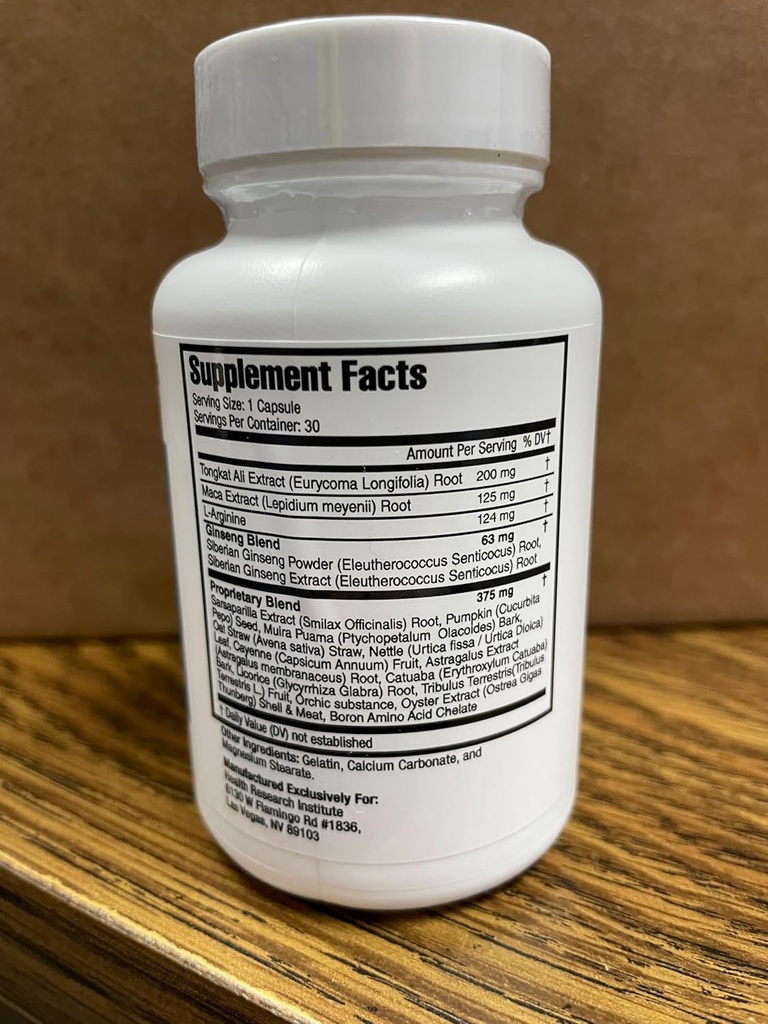 Supplement Facts
Serving Size: 1 Capsule
Servings Per Container: 30
Amount Per Serving % DV†
Tongkat Ali Extract (Eurycoma Longifolia) Root 200 mg †
Maca Extract (Lepidium meyenii) Root 125 mg †
L-Arginine 124 mg †
Ginseng Blend 63 mg †
Siberian Ginseng Powder (Eleutherococcus Senticocus) Root,
Siberian Ginseng Extract (Eleutherococcus Senticocus) Root
Proprietary Blend 375 mg †
Sarsaparilla Extract (Smilax Officinalis) Root, Pumpkin (Cucurbita
Pepo) Seed, Muira Puama (Ptychopetalum Olacoides) Bark,
Oat Straw (Avena sativa) Straw, Nettle (Urtica fissa / Urtica Dioica)
Leaf, Cayenne (Capsicum Annuum) Fruit, Astragalus Extract
(Astragalus membranaceus) Root, Catuaba (Erythroxylum Catuaba)
Bark, Licorice (Glycyrrhiza Glabra) Root, Tribulus Terrestris(Tribulus
Terrestris L.) Fruit, Orchic substance, Oyster Extract (Ostrea Gigas
Thunberg) Shell & Meat, Boron Amino Acid Chelate
† Daily Value (DV) not established
Other Ingredients: Gelatin, Calcium Carbonate, and
Magnesium Stearate.
Manufactured Exclusively For:
Health Research Institute
6130 W Flamingo Rd #1836,
Las Vegas, NV 89103